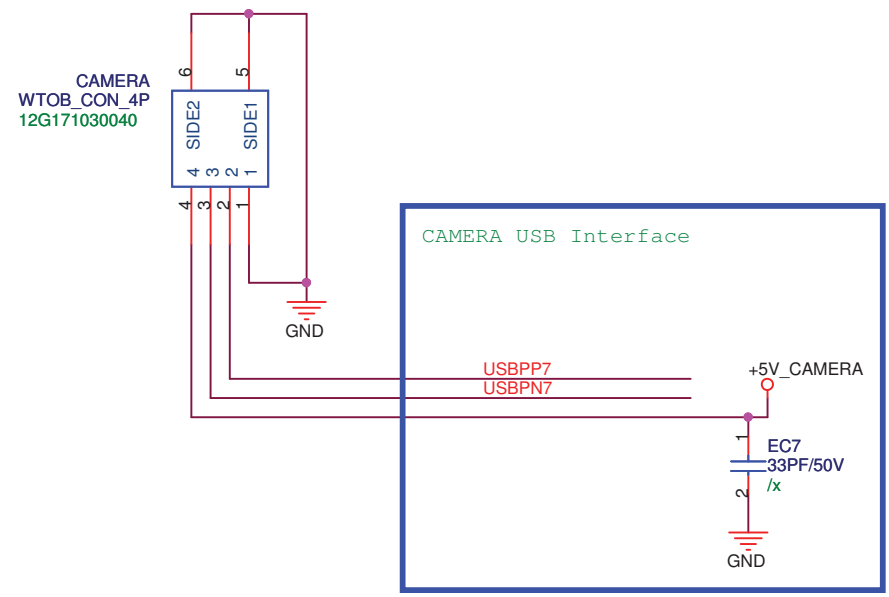 6
5
CAMERA
WTOB_CON_4P
12G171030040
SIDE2
SIDE1
4
3
2
1
4
3
2
1
CAMERA USB Interface
GND
USBPP7
+5V_CAMERA
USBPN7
1
EC7
33PF/50V
/x
2
GND